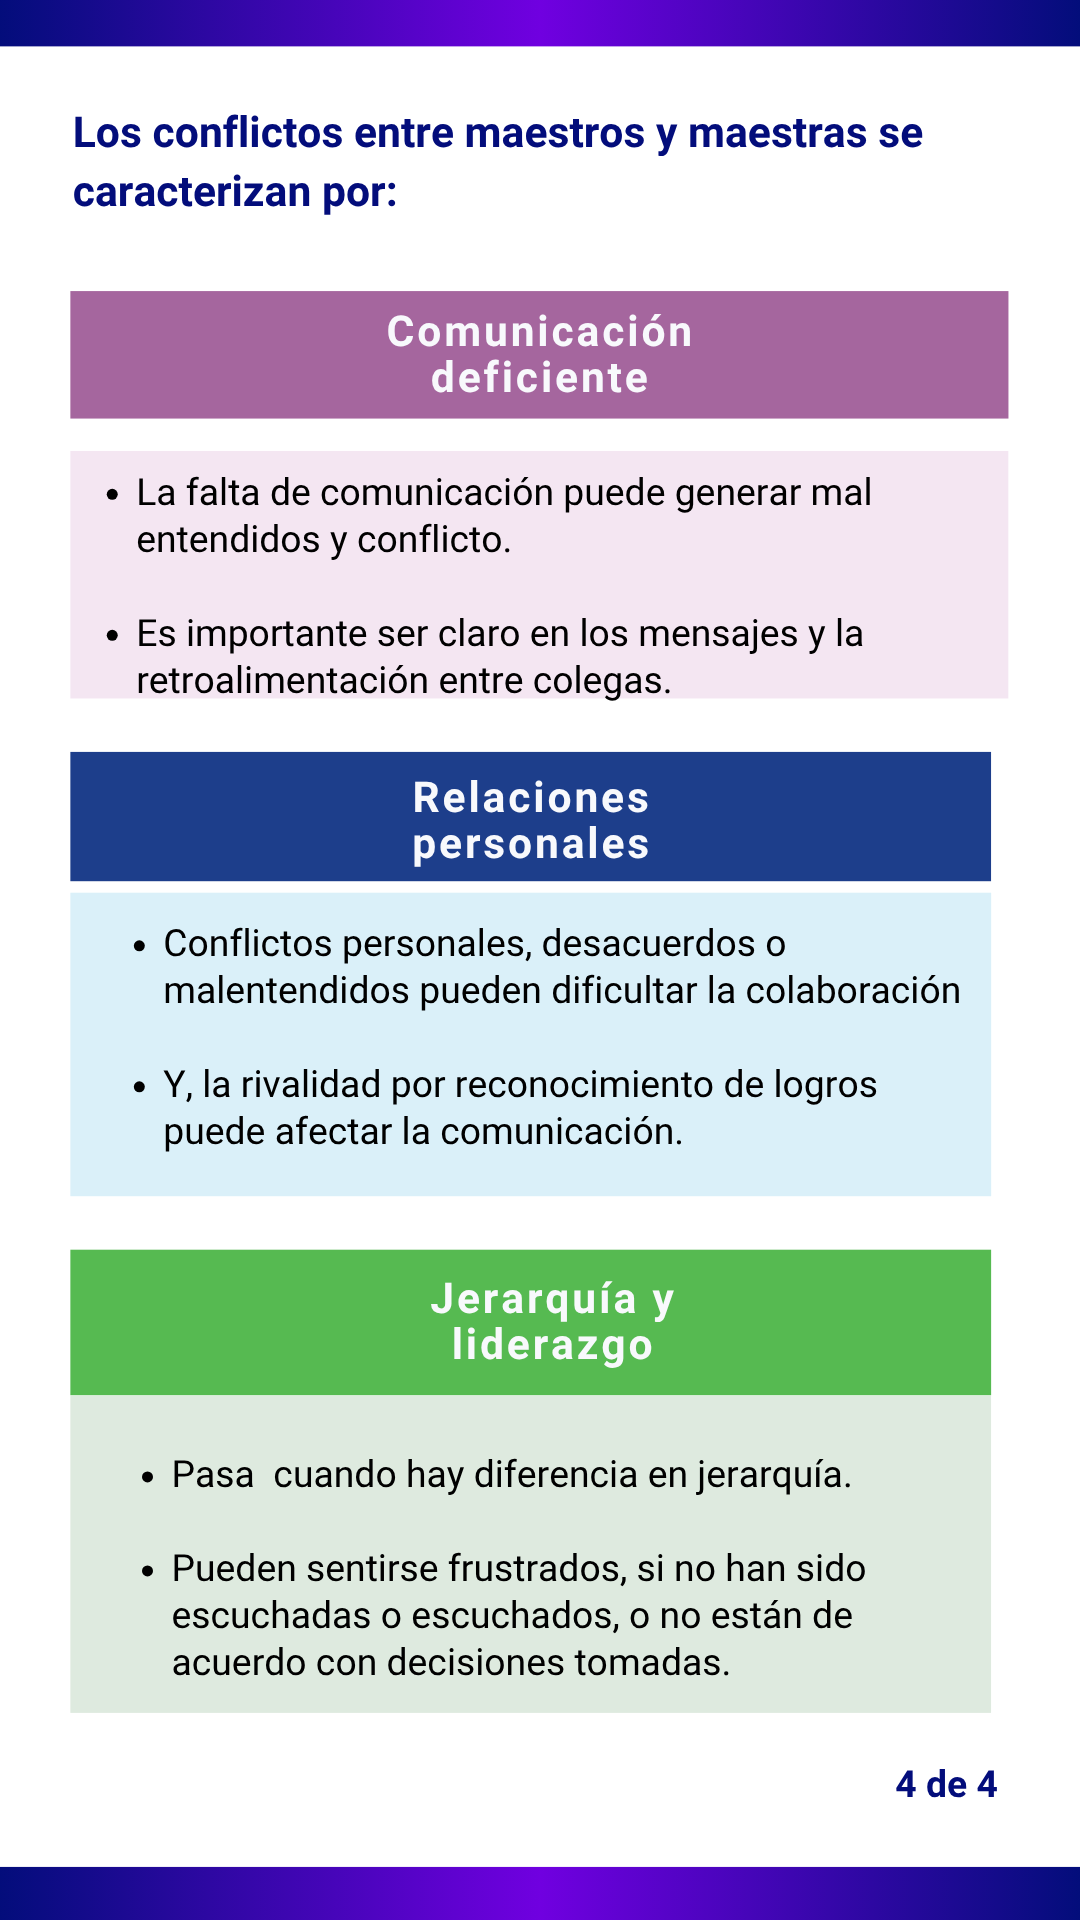 Los conflictos entre maestros y maestras se
caracterizan por:
Comunicación
deficiente
• La falta de comunicación puede generar mal
entendidos y conflicto.
• Es importante ser claro en los mensajes y la
retroalimentación entre colegas.
Relaciones
personales
• Conflictos personales, desacuerdos o
malentendidos pueden dificultar la colaboración
• Y, la rivalidad por reconocimiento de logros
puede afectar la comunicación.
Jerarquía y
liderazgo
• Pasa  cuando hay diferencia en jerarquía.
• Pueden sentirse frustrados, si no han sido
escuchadas o escuchados, o no están de
acuerdo con decisiones tomadas.
4 de 4